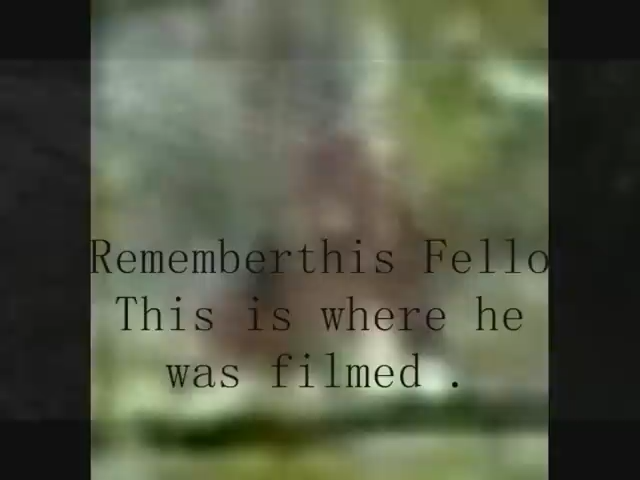 Rememberthis Fello
This is where he
was filmed .